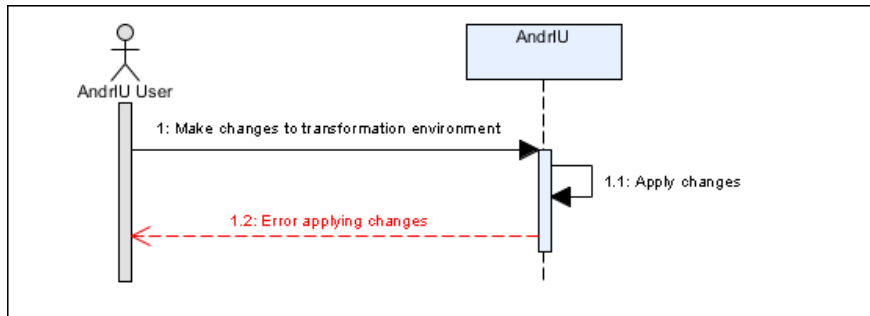 AndrIU
AndrIU User
1: Make changes to transformation environment
1.1: Apply changes
1.2: Error applying changes